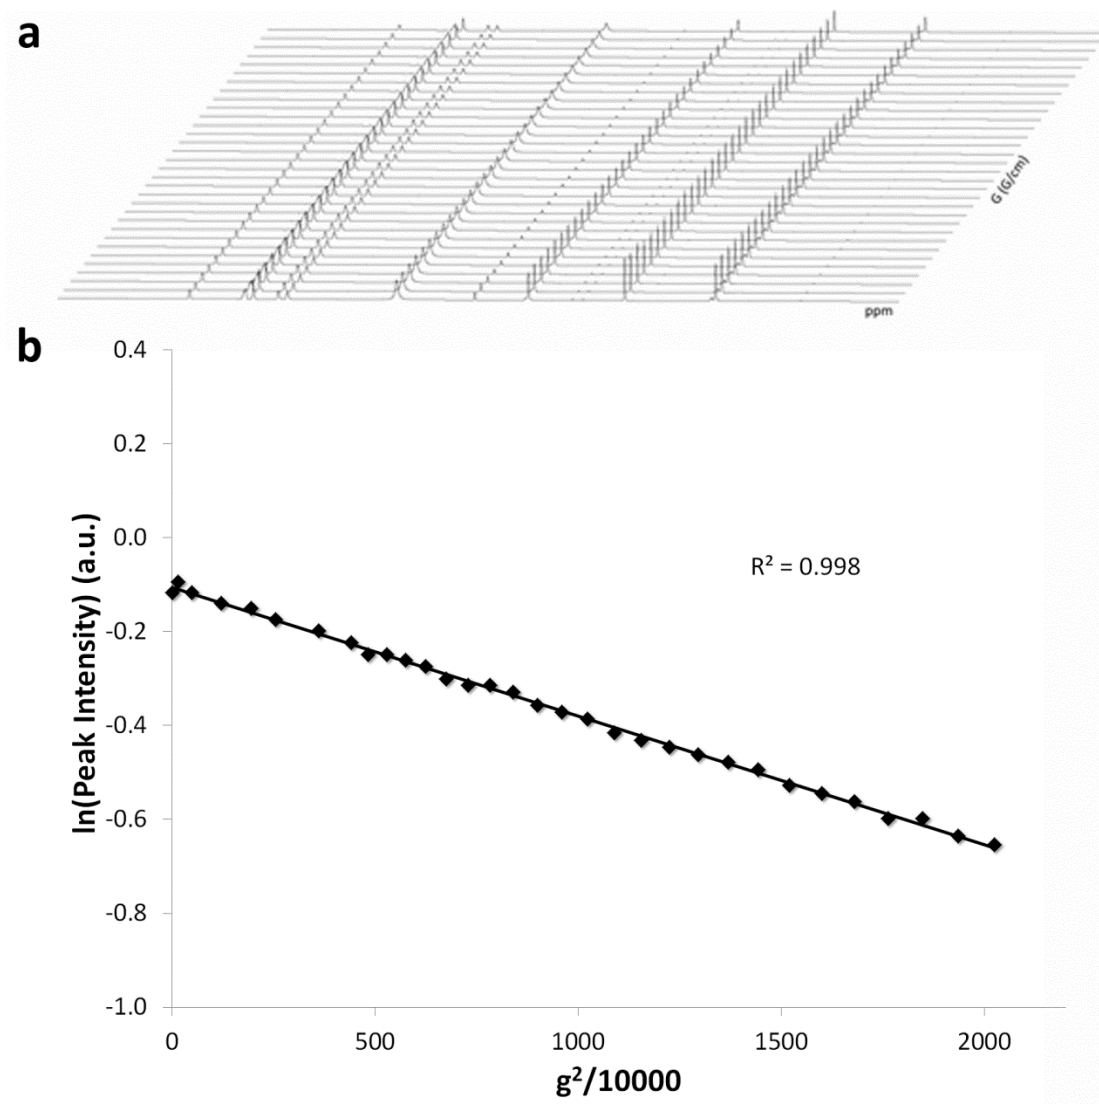 a
G (G/cm)
ppm
b
0.4
0.2
0.0
-0.2
-0.4
-0.6
-0.8
-1.0
ln(Peak Intensity) (a.u.)
R² = 0.998
0 500 1000 1500 2000
g²/10000